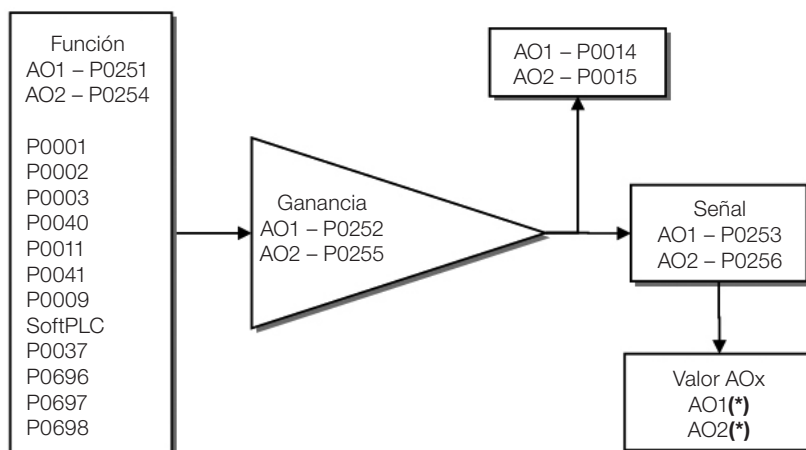 Función
AO1 – P0251
AO2 – P0254
P0001
P0002
P0003
P0040
P0011
P0041
P0009
SoftPLC
P0037
P0696
P0697
P0698
Ganancia
AO1 – P0252
AO2 – P0255
AO1 – P0014
AO2 – P0015
Señal
AO1 – P0253
AO2 – P0256
Valor AOx
AO1(*)
AO2(*)